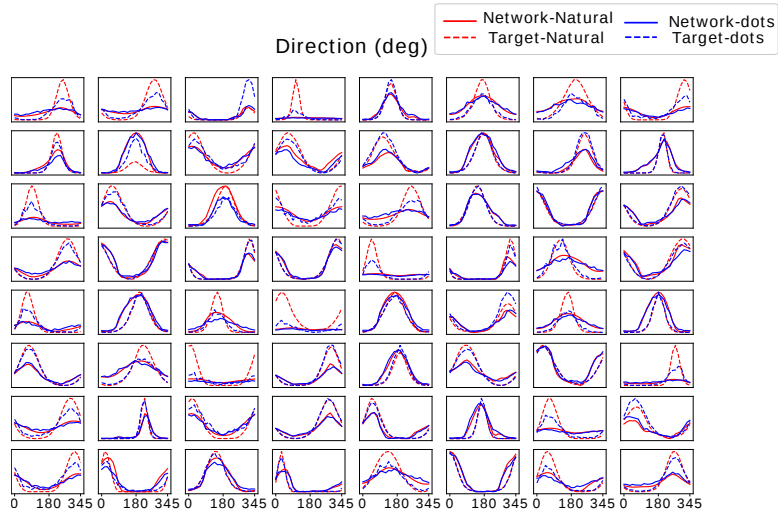 Network-Natural Network-dots
Target-Natural Target-dots
Direction (deg)
0 180 345 0 180 345 0 180 345 0 180 345 0 180 345 0 180 345 0 180 345 0 180 345